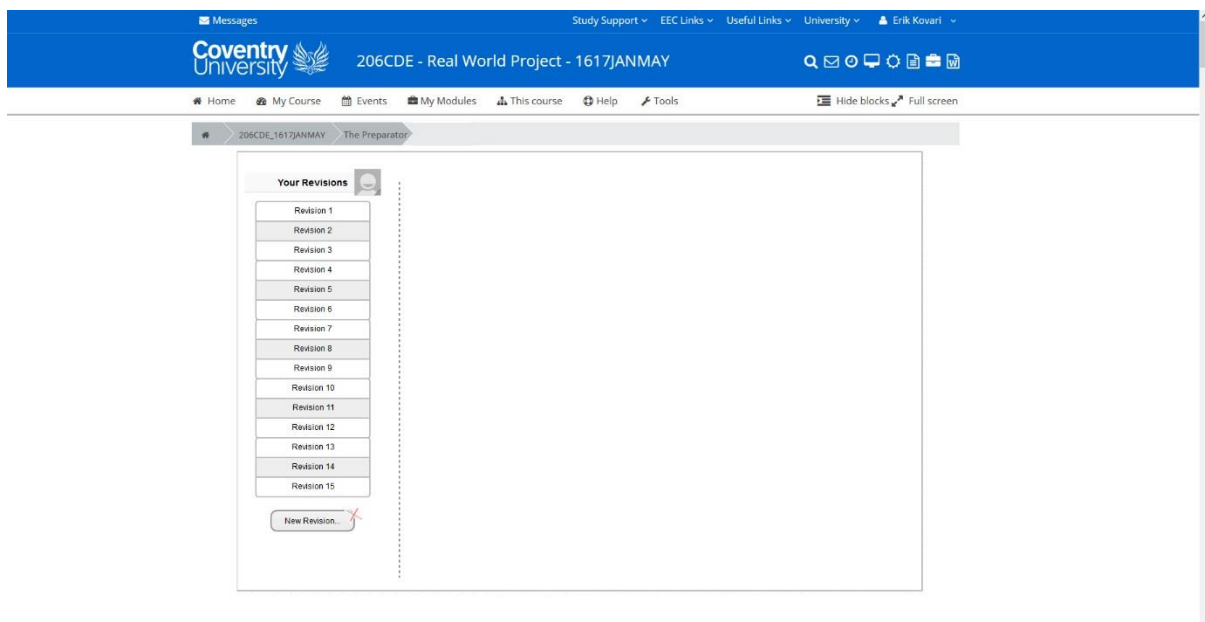 Messages Study Support EEC Links Useful Links University Erik Kovari
Coventry
University
206CDE - Real World Project - 1617JANMAY
Home My Course Events My Modules This course Help Tools Hide blocks Full screen
206CDE_1617JANMAY The Preparator
Your Revisions
Revision 1
Revision 2
Revision 3
Revision 4
Revision 5
Revision 6
Revision 7
Revision 8
Revision 9
Revision 10
Revision 11
Revision 12
Revision 13
Revision 14
Revision 15
New Revision...